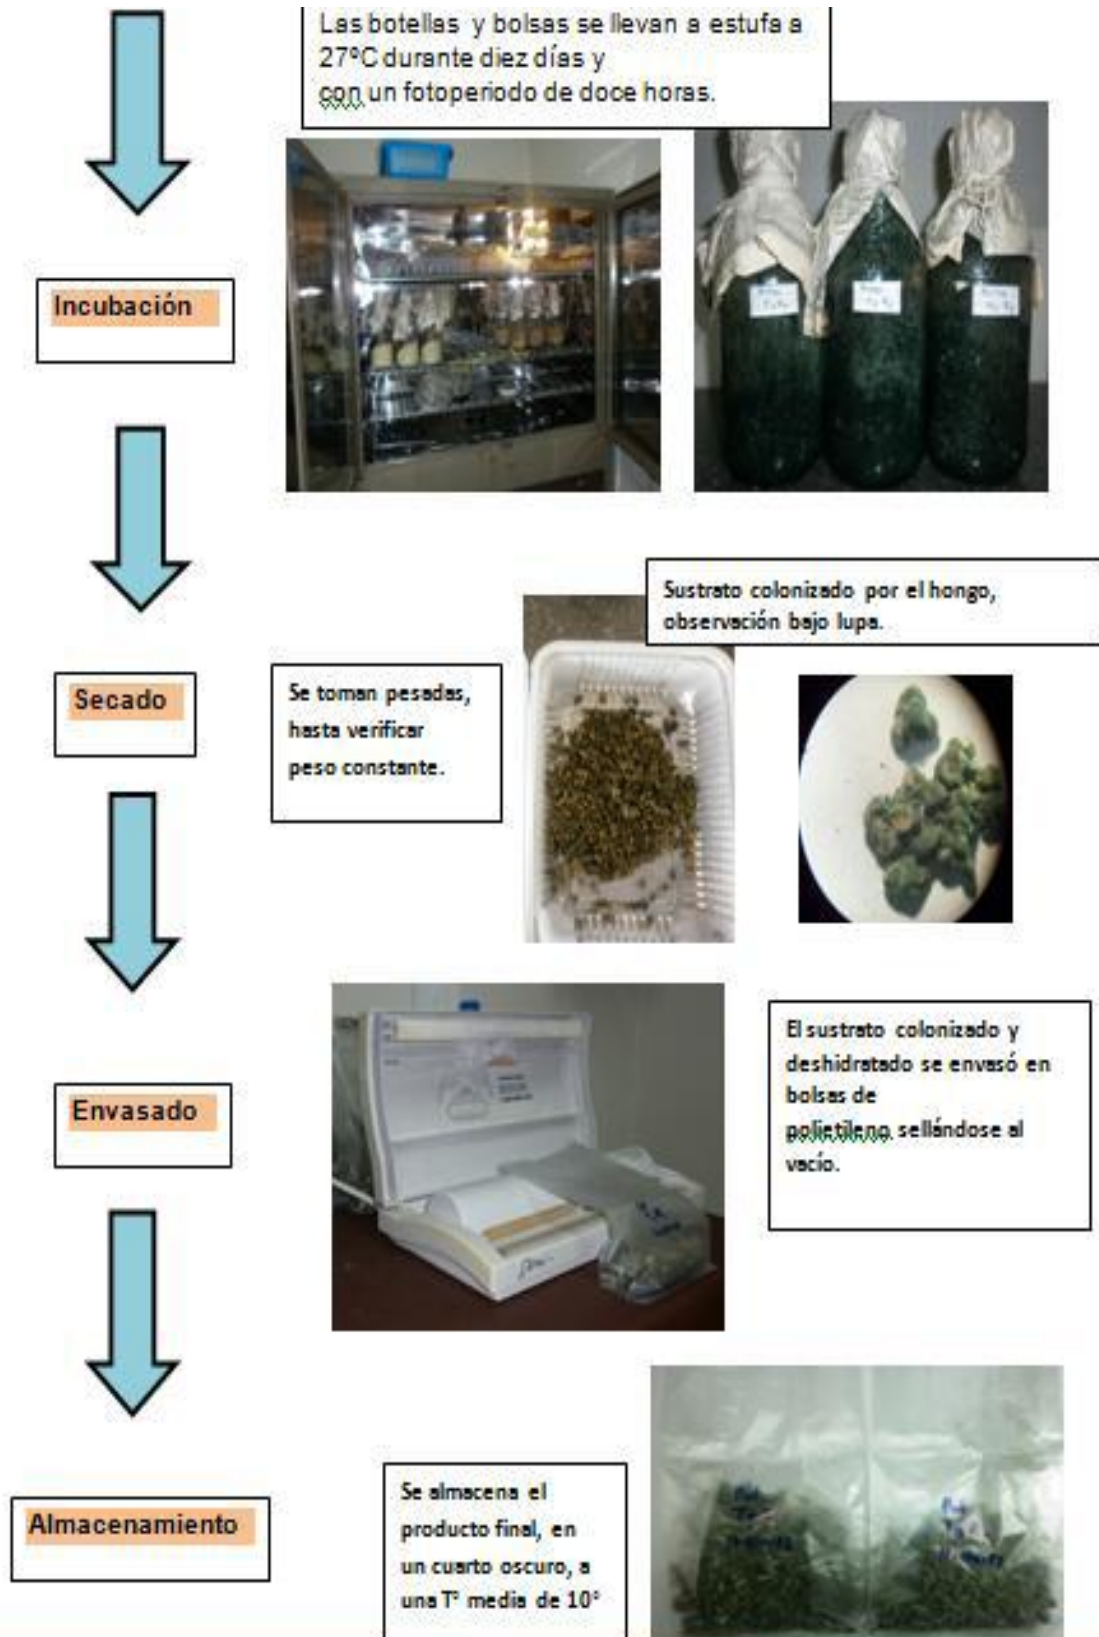 Las botellas y bolsas se llevan a estufa a
27ºC durante diez días y
con un fotoperiodo de doce horas.
Incubación
Sustrato colonizado por el hongo,
observación bajo lupa.
Secado
Se toman pesadas,
hasta verificar
peso constante.
El sustrato colonizado y
deshidratado se envasó en
bolsas de
polietileno sellándose al
vacío.
Envasado
Se almacena el
producto final, en
un cuarto oscuro, a
una Tº media de 10º
Almacenamiento